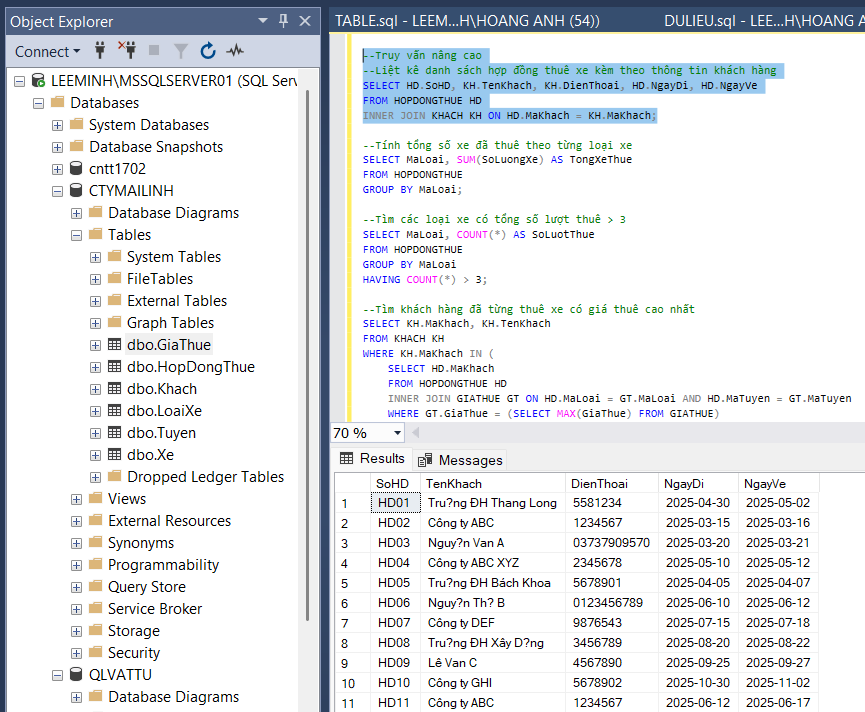 Object Explorer
Connect
LEEMINH\MSSQLSERVER01 (SQL Serv
Databases
System Databases
Database Snapshots
cntt1702
CTYMAILINH
Database Diagrams
Tables
System Tables
FileTables
External Tables
Graph Tables
dbo.GiaThue
dbo.HopDongThue
dbo.Khach
dbo.LoaiXe
dbo.Tuyen
dbo.Xe
Dropped Ledger Tables
Views
External Resources
Synonyms
Programmability
Query Store
Service Broker
Storage
Security
QLVATTU
Database Diagrams
TABLE.sql - LEEM...H\HOANG ANH (54)) DULIEU.sql - LEE...H\HOANG A
--Truy vấn nâng cao
--Liệt kê danh sách hợp đồng thuê xe kèm theo thông tin khách hàng
SELECT HD.SoHD, KH.TenKhach, KH.DienThoai, HD.NgayDi, HD.NgayVe
FROM HOPDONGTHUE HD
INNER JOIN KHACH KH ON HD.MaKhach = KH.MaKhach;
--Tính tổng số xe đã thuê theo từng loại xe
SELECT MaLoai, SUM(SoLuongXe) AS TongXeThue
FROM HOPDONGTHUE
GROUP BY MaLoai;
--Tìm các loại xe có tổng số lượt thuê > 3
SELECT MaLoai, COUNT(*) AS SoLuotThue
FROM HOPDONGTHUE
GROUP BY MaLoai
HAVING COUNT(*) > 3;
--Tìm khách hàng đã từng thuê xe có giá thuê cao nhất
SELECT KH.MaKhach, KH.TenKhach
FROM KHACH KH
WHERE KH.MaKhach IN (
SELECT HD.MaKhach
FROM HOPDONGTHUE HD
INNER JOIN GIATHUE GT ON HD.MaLoai = GT.MaLoai AND HD.MaTuyen = GT.MaTuyen
WHERE GT.GiaThue = (SELECT MAX(GiaThue) FROM GIATHUE)
70 %
Results Messages
SoHD TenKhach DienThoai NgayDi NgayVe
1 HD01 Tru?ng ĐH Thang Long 5581234 2025-04-30 2025-05-02
2 HD02 Công ty ABC 1234567 2025-03-15 2025-03-16
3 HD03 Nguy?n Van A 03737909570 2025-03-20 2025-03-21
4 HD04 Công ty ABC XYZ 2345678 2025-05-10 2025-05-12
5 HD05 Tru?ng ĐH Bách Khoa 5678901 2025-04-05 2025-04-07
6 HD06 Nguy?n Th? B 0123456789 2025-06-10 2025-06-12
7 HD07 Công ty DEF 9876543 2025-07-15 2025-07-18
8 HD08 Tru?ng ĐH Xây D?ng 3456789 2025-08-20 2025-08-22
9 HD09 Lê Van C 4567890 2025-09-25 2025-09-27
10 HD10 Công ty GHI 5678902 2025-10-30 2025-11-02
11 HD11 Công ty ABC 1234567 2025-06-12 2025-06-17